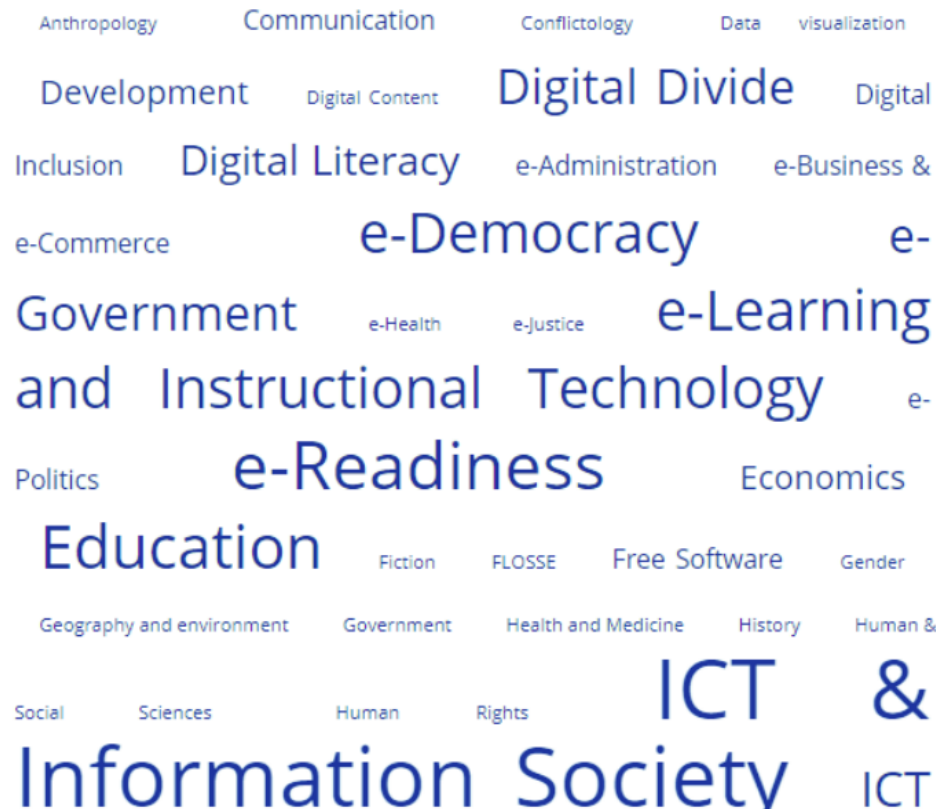 Anthropology Communication Conflictology Data visualization
Development Digital Content Digital Divide Digital
Inclusion Digital Literacy e-Administration e-Business &
e-Commerce e-Democracy e-
Government e-Health e-Justice e-Learning
and Instructional Technology e-
Politics e-Readiness Economics
Education Fiction FLOSSE Free Software Gender
Geography and environment Government Health and Medicine History Human &
Social Sciences Human Rights ICT &
Information Society ICT